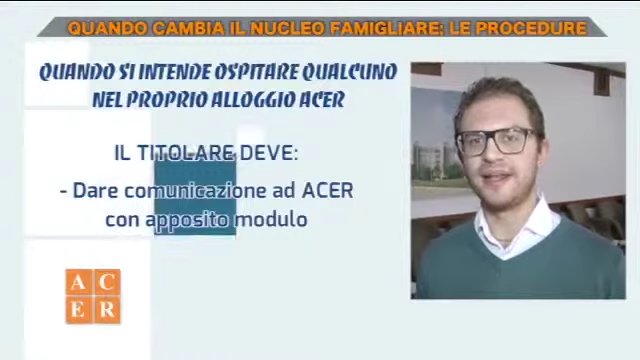 QUANDO CAMBIA IL NUCLEO FAMIGLIARE: LE PROCEDURE
QUANDO SI INTENDE OSPITARE QUALCUNO
NEL PROPRIO ALLOGGIO ACER
IL TITOLARE DEVE:
- Dare comunicazione ad ACER
con apposito modulo
A C
E R